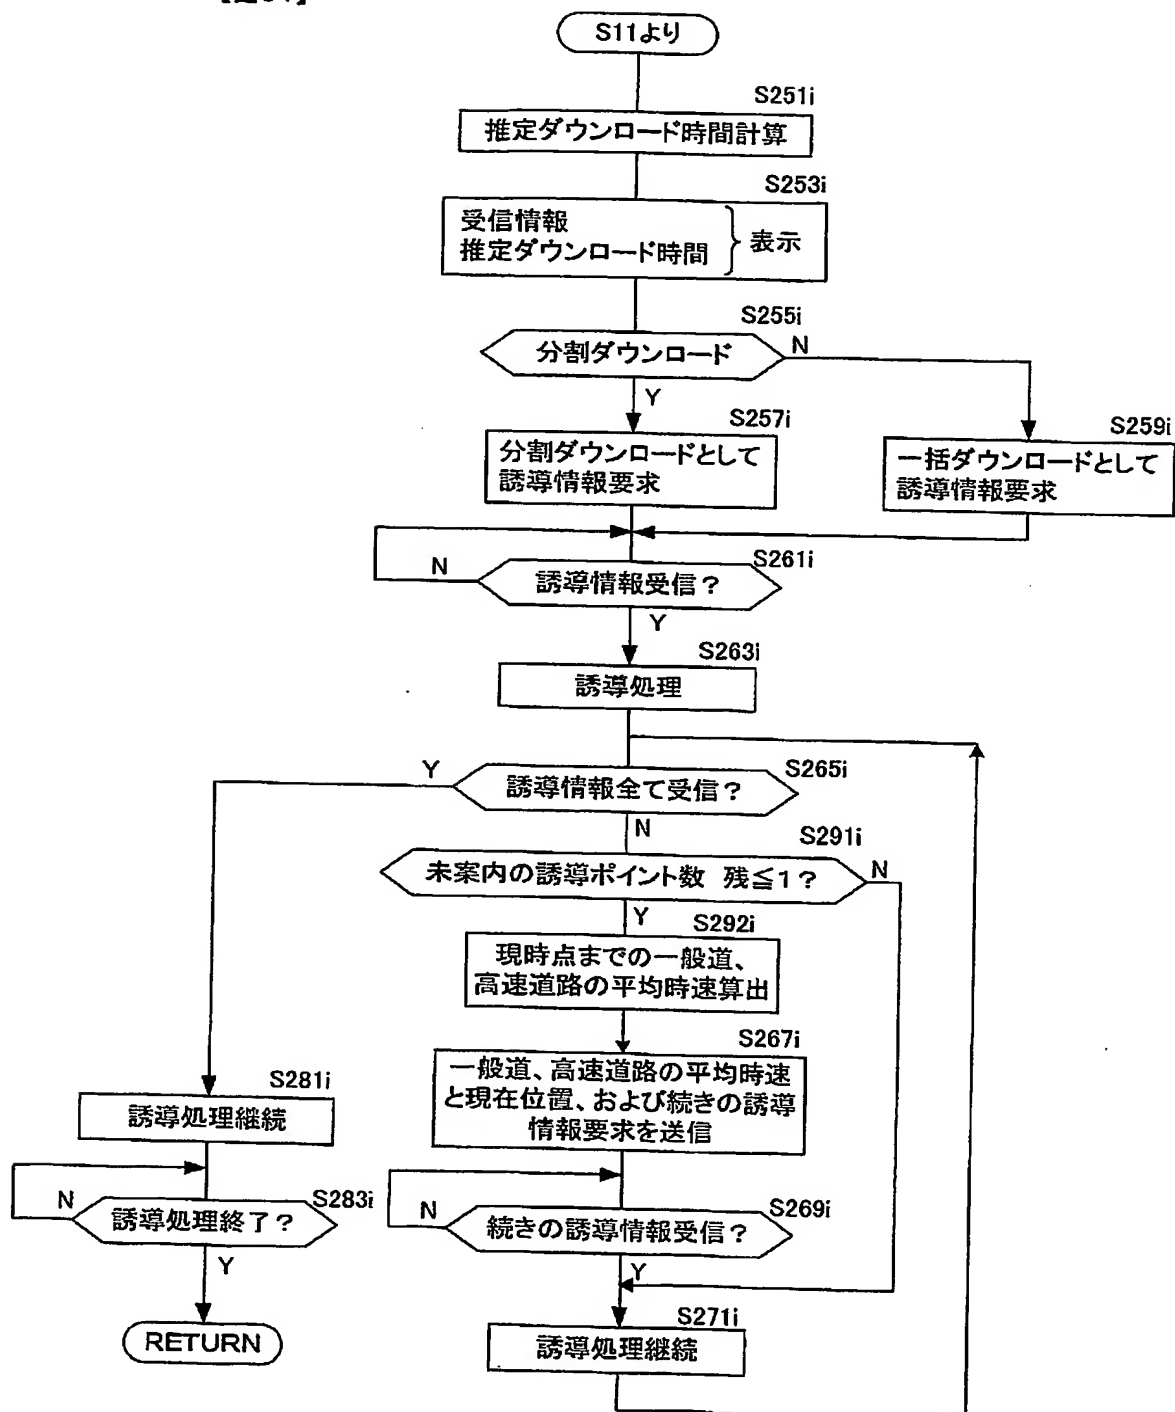 S11より
S251i
推定ダウンロード時間計算
S253i
受信情報
推定ダウンロード時間
表示
S255i
分割ダウンロード
N
Y
S257i
分割ダウンロードとして
誘導情報要求
S259i
一括ダウンロードとして
誘導情報要求
S261i
N
誘導情報受信?
Y
S263i
誘導処理
S265i
Y
誘導情報全て受信?
N
S291i
未案内の誘導ポイント数 残≦1?
N
Y
S292i
現時点までの一般道、
高速道路の平均時速算出
S267i
一般道、高速道路の平均時速
と現在位置、および続きの誘導
情報要求を送信
S281i
誘導処理継続
S283i
N
誘導処理終了?
Y
RETURN
S269i
N
続きの誘導情報受信?
Y
S271i
誘導処理継続